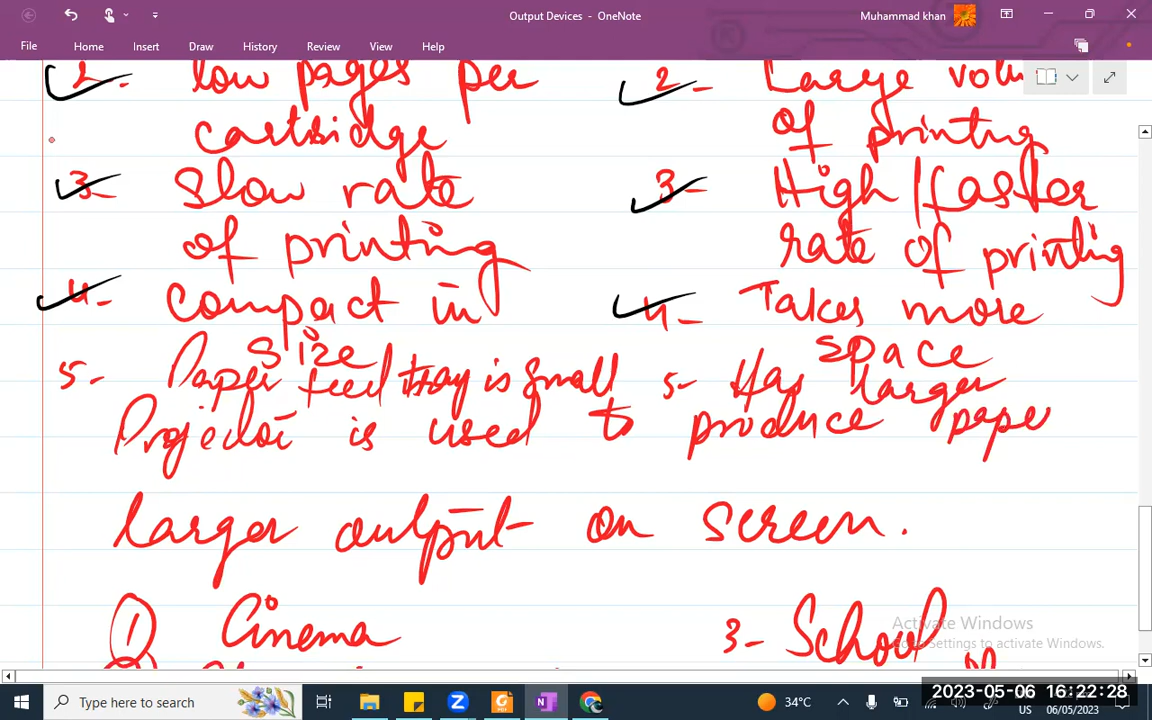 Output Devices - OneNote
Muhammad khan
File Home Insert Draw History Review View Help
2. low pages per
cartridge
3- Slow rate
of printing
4- compact in
size
5- Paper feed tray is small
2- Large volu
of printing
3- High/faster
rate of printing
4- Takes more
space
5- Has larger
paper
Projector is used to produce
larger output on screen.
① Cinema
3- School
Activate Windows
Go to Settings to activate Windows.
Type here to search
34°C
2023-05-06 16:22:28
US 06/05/2023